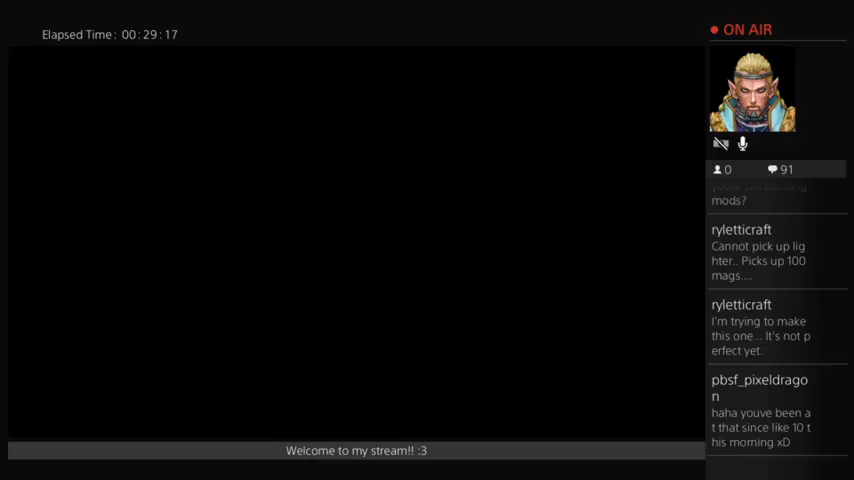 Elapsed Time: 00:29:17
ON AIR
0 91
mods?
ryletticraft
Cannot pick up lig
hter.. Picks up 100
mags....
ryletticraft
I'm trying to make
this one... It's not p
erfect yet.
pbsf_pixeldrago
n
haha youve been a
t that since like 10 t
his morning xD
Welcome to my stream!! :3